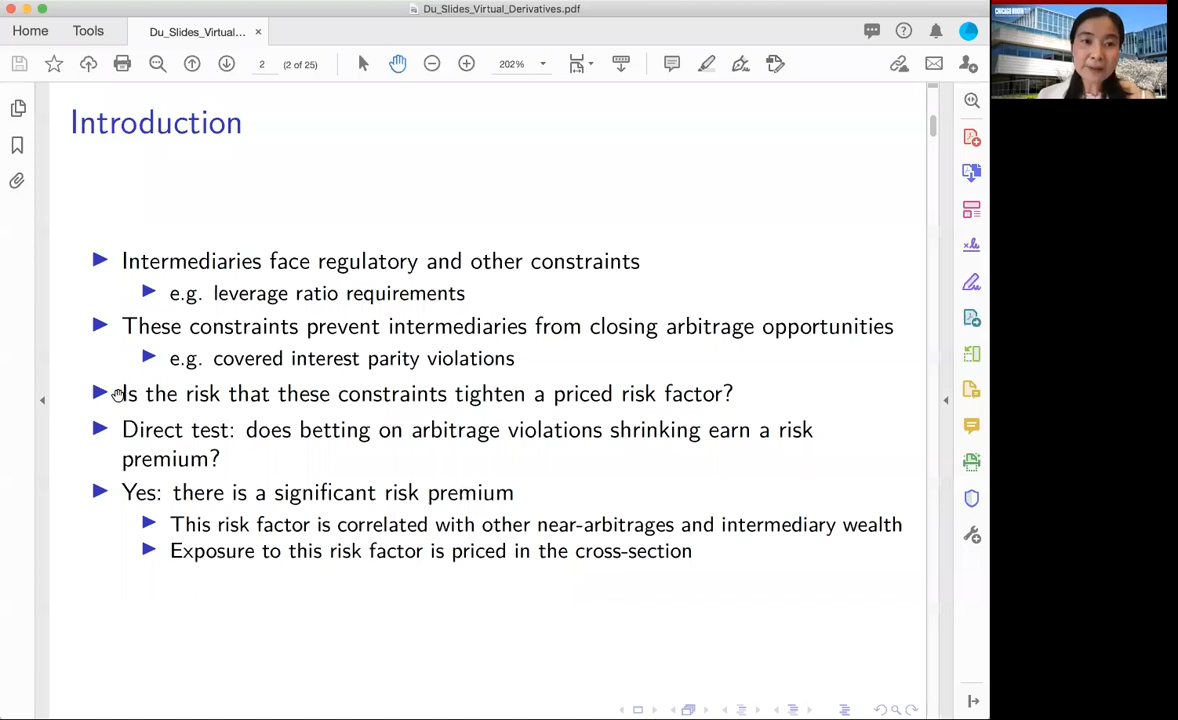 Du_Slides_Virtual_Derivatives.pdf
Home Tools Du_Slides_Virtual... ×
2 (2 of 25) 202%
Introduction
Intermediaries face regulatory and other constraints
e.g. leverage ratio requirements
These constraints prevent intermediaries from closing arbitrage opportunities
e.g. covered interest parity violations
Is the risk that these constraints tighten a priced risk factor?
Direct test: does betting on arbitrage violations shrinking earn a risk
premium?
Yes: there is a significant risk premium
This risk factor is correlated with other near-arbitrages and intermediary wealth
Exposure to this risk factor is priced in the cross-section
CHICAGO BOOTH